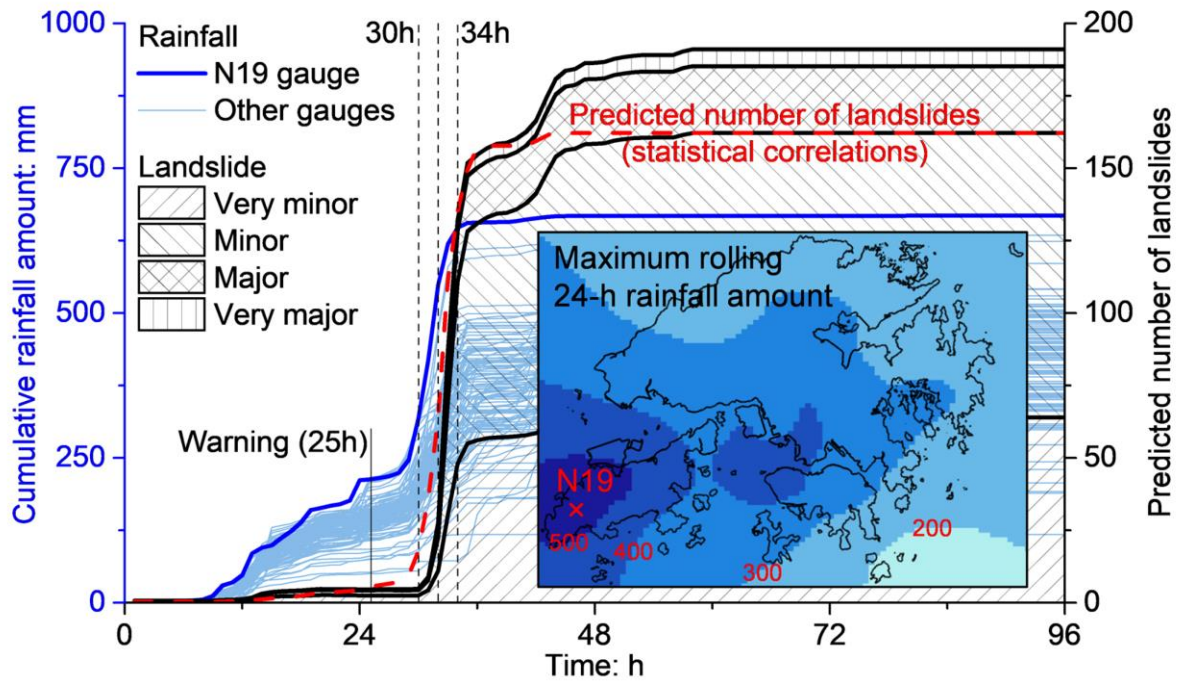 1000
750
500
250
0
Cumulative rainfall amount: mm
Rainfall
N19 gauge
Other gauges
Landslide
Very minor
Minor
Major
Very major
30h
34h
Warning (25h)
Predicted number of landslides
(statistical correlations)
Maximum rolling
24-h rainfall amount
N19
500
400
300
200
200
150
100
50
0
Predicted number of landslides
0
24
48
72
96
Time: h